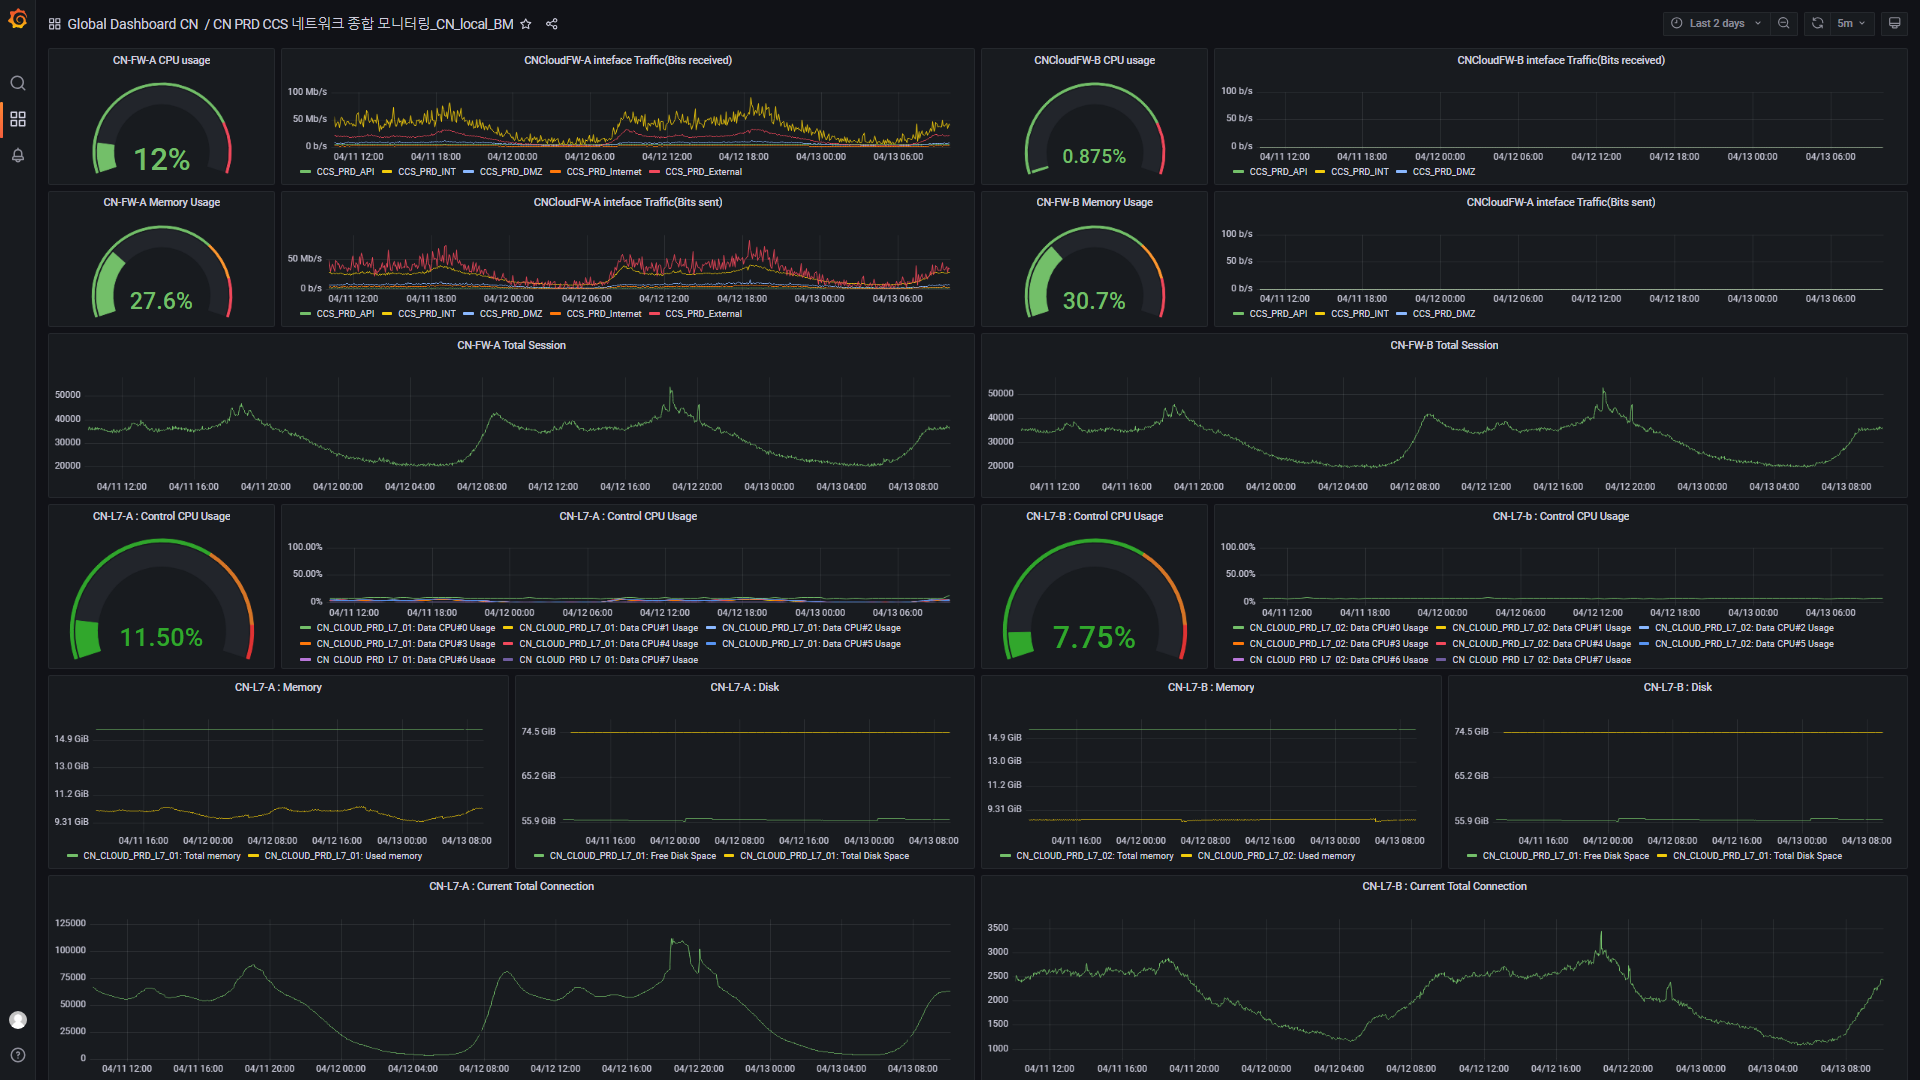 Global Dashboard CN / CN PRD CCS 네트워크 종합 모니터링_CN_local_BM
Last 2 days
5m
CN-FW-A CPU usage
12%
CNCloudFW-A inteface Traffic(Bits received)
100 Mb/s
50 Mb/s
0 b/s
04/11 12:00 04/11 18:00 04/12 00:00 04/12 06:00 04/12 12:00 04/12 18:00 04/13 00:00 04/13 06:00
CCS_PRD_API CCS_PRD_INT CCS_PRD_DMZ CCS_PRD_Internet CCS_PRD_External
CNCloudFW-B CPU usage
0.875%
CNCloudFW-B inteface Traffic(Bits received)
100 b/s
50 b/s
0 b/s
04/11 12:00 04/11 18:00 04/12 00:00 04/12 06:00 04/12 12:00 04/12 18:00 04/13 00:00 04/13 06:00
CCS_PRD_API CCS_PRD_INT CCS_PRD_DMZ
CN-FW-A Memory Usage
27.6%
CNCloudFW-A inteface Traffic(Bits sent)
50 Mb/s
0 b/s
04/11 12:00 04/11 18:00 04/12 00:00 04/12 06:00 04/12 12:00 04/12 18:00 04/13 00:00 04/13 06:00
CCS_PRD_API CCS_PRD_INT CCS_PRD_DMZ CCS_PRD_Internet CCS_PRD_External
CN-FW-B Memory Usage
30.7%
CNCloudFW-A inteface Traffic(Bits sent)
100 b/s
50 b/s
0 b/s
04/11 12:00 04/11 18:00 04/12 00:00 04/12 06:00 04/12 12:00 04/12 18:00 04/13 00:00 04/13 06:00
CCS_PRD_API CCS_PRD_INT CCS_PRD_DMZ
CN-FW-A Total Session
50000
40000
30000
20000
04/11 12:00 04/11 16:00 04/11 20:00 04/12 00:00 04/12 04:00 04/12 08:00 04/12 12:00 04/12 16:00 04/12 20:00 04/13 00:00 04/13 04:00 04/13 08:00
CN-FW-B Total Session
50000
40000
30000
20000
04/11 12:00 04/11 16:00 04/11 20:00 04/12 00:00 04/12 04:00 04/12 08:00 04/12 12:00 04/12 16:00 04/12 20:00 04/13 00:00 04/13 04:00 04/13 08:00
CN-L7-A : Control CPU Usage
11.50%
CN-L7-A : Control CPU Usage
100.00%
50.00%
0%
04/11 12:00 04/11 18:00 04/12 00:00 04/12 06:00 04/12 12:00 04/12 18:00 04/13 00:00 04/13 06:00
CN_CLOUD_PRD_L7_01: Data CPU#0 Usage CN_CLOUD_PRD_L7_01: Data CPU#1 Usage CN_CLOUD_PRD_L7_01: Data CPU#2 Usage
CN_CLOUD_PRD_L7_01: Data CPU#3 Usage CN_CLOUD_PRD_L7_01: Data CPU#4 Usage CN_CLOUD_PRD_L7_01: Data CPU#5 Usage
CN_CLOUD_PRD_L7_01: Data CPU#6 Usage CN_CLOUD_PRD_L7_01: Data CPU#7 Usage
CN-L7-B : Control CPU Usage
7.75%
CN-L7-b : Control CPU Usage
100.00%
50.00%
0%
04/11 12:00 04/11 18:00 04/12 00:00 04/12 06:00 04/12 12:00 04/12 18:00 04/13 00:00 04/13 06:00
CN_CLOUD_PRD_L7_02: Data CPU#0 Usage CN_CLOUD_PRD_L7_02: Data CPU#1 Usage CN_CLOUD_PRD_L7_02: Data CPU#2 Usage
CN_CLOUD_PRD_L7_02: Data CPU#3 Usage CN_CLOUD_PRD_L7_02: Data CPU#4 Usage CN_CLOUD_PRD_L7_02: Data CPU#5 Usage
CN_CLOUD_PRD_L7_02: Data CPU#6 Usage CN_CLOUD_PRD_L7_02: Data CPU#7 Usage
CN-L7-A : Memory
14.9 GiB
13.0 GiB
11.2 GiB
9.31 GiB
04/11 16:00 04/12 00:00 04/12 08:00 04/12 16:00 04/13 00:00 04/13 08:00
CN_CLOUD_PRD_L7_01: Total memory CN_CLOUD_PRD_L7_01: Used memory
CN-L7-A : Disk
74.5 GiB
65.2 GiB
55.9 GiB
04/11 16:00 04/12 00:00 04/12 08:00 04/12 16:00 04/13 00:00 04/13 08:00
CN_CLOUD_PRD_L7_01: Free Disk Space CN_CLOUD_PRD_L7_01: Total Disk Space
CN-L7-B : Memory
14.9 GiB
13.0 GiB
11.2 GiB
9.31 GiB
04/11 16:00 04/12 00:00 04/12 08:00 04/12 16:00 04/13 00:00 04/13 08:00
CN_CLOUD_PRD_L7_02: Total memory CN_CLOUD_PRD_L7_02: Used memory
CN-L7-B : Disk
74.5 GiB
65.2 GiB
55.9 GiB
04/11 16:00 04/12 00:00 04/12 08:00 04/12 16:00 04/13 00:00 04/13 08:00
CN_CLOUD_PRD_L7_01: Free Disk Space CN_CLOUD_PRD_L7_01: Total Disk Space
CN-L7-A : Current Total Connection
125000
100000
75000
50000
25000
0
04/11 12:00 04/11 16:00 04/11 20:00 04/12 00:00 04/12 04:00 04/12 08:00 04/12 12:00 04/12 16:00 04/12 20:00 04/13 00:00 04/13 04:00 04/13 08:00
CN-L7-B : Current Total Connection
3500
3000
2500
2000
1500
1000
04/11 12:00 04/11 16:00 04/11 20:00 04/12 00:00 04/12 04:00 04/12 08:00 04/12 12:00 04/12 16:00 04/12 20:00 04/13 00:00 04/13 04:00 04/13 08:00